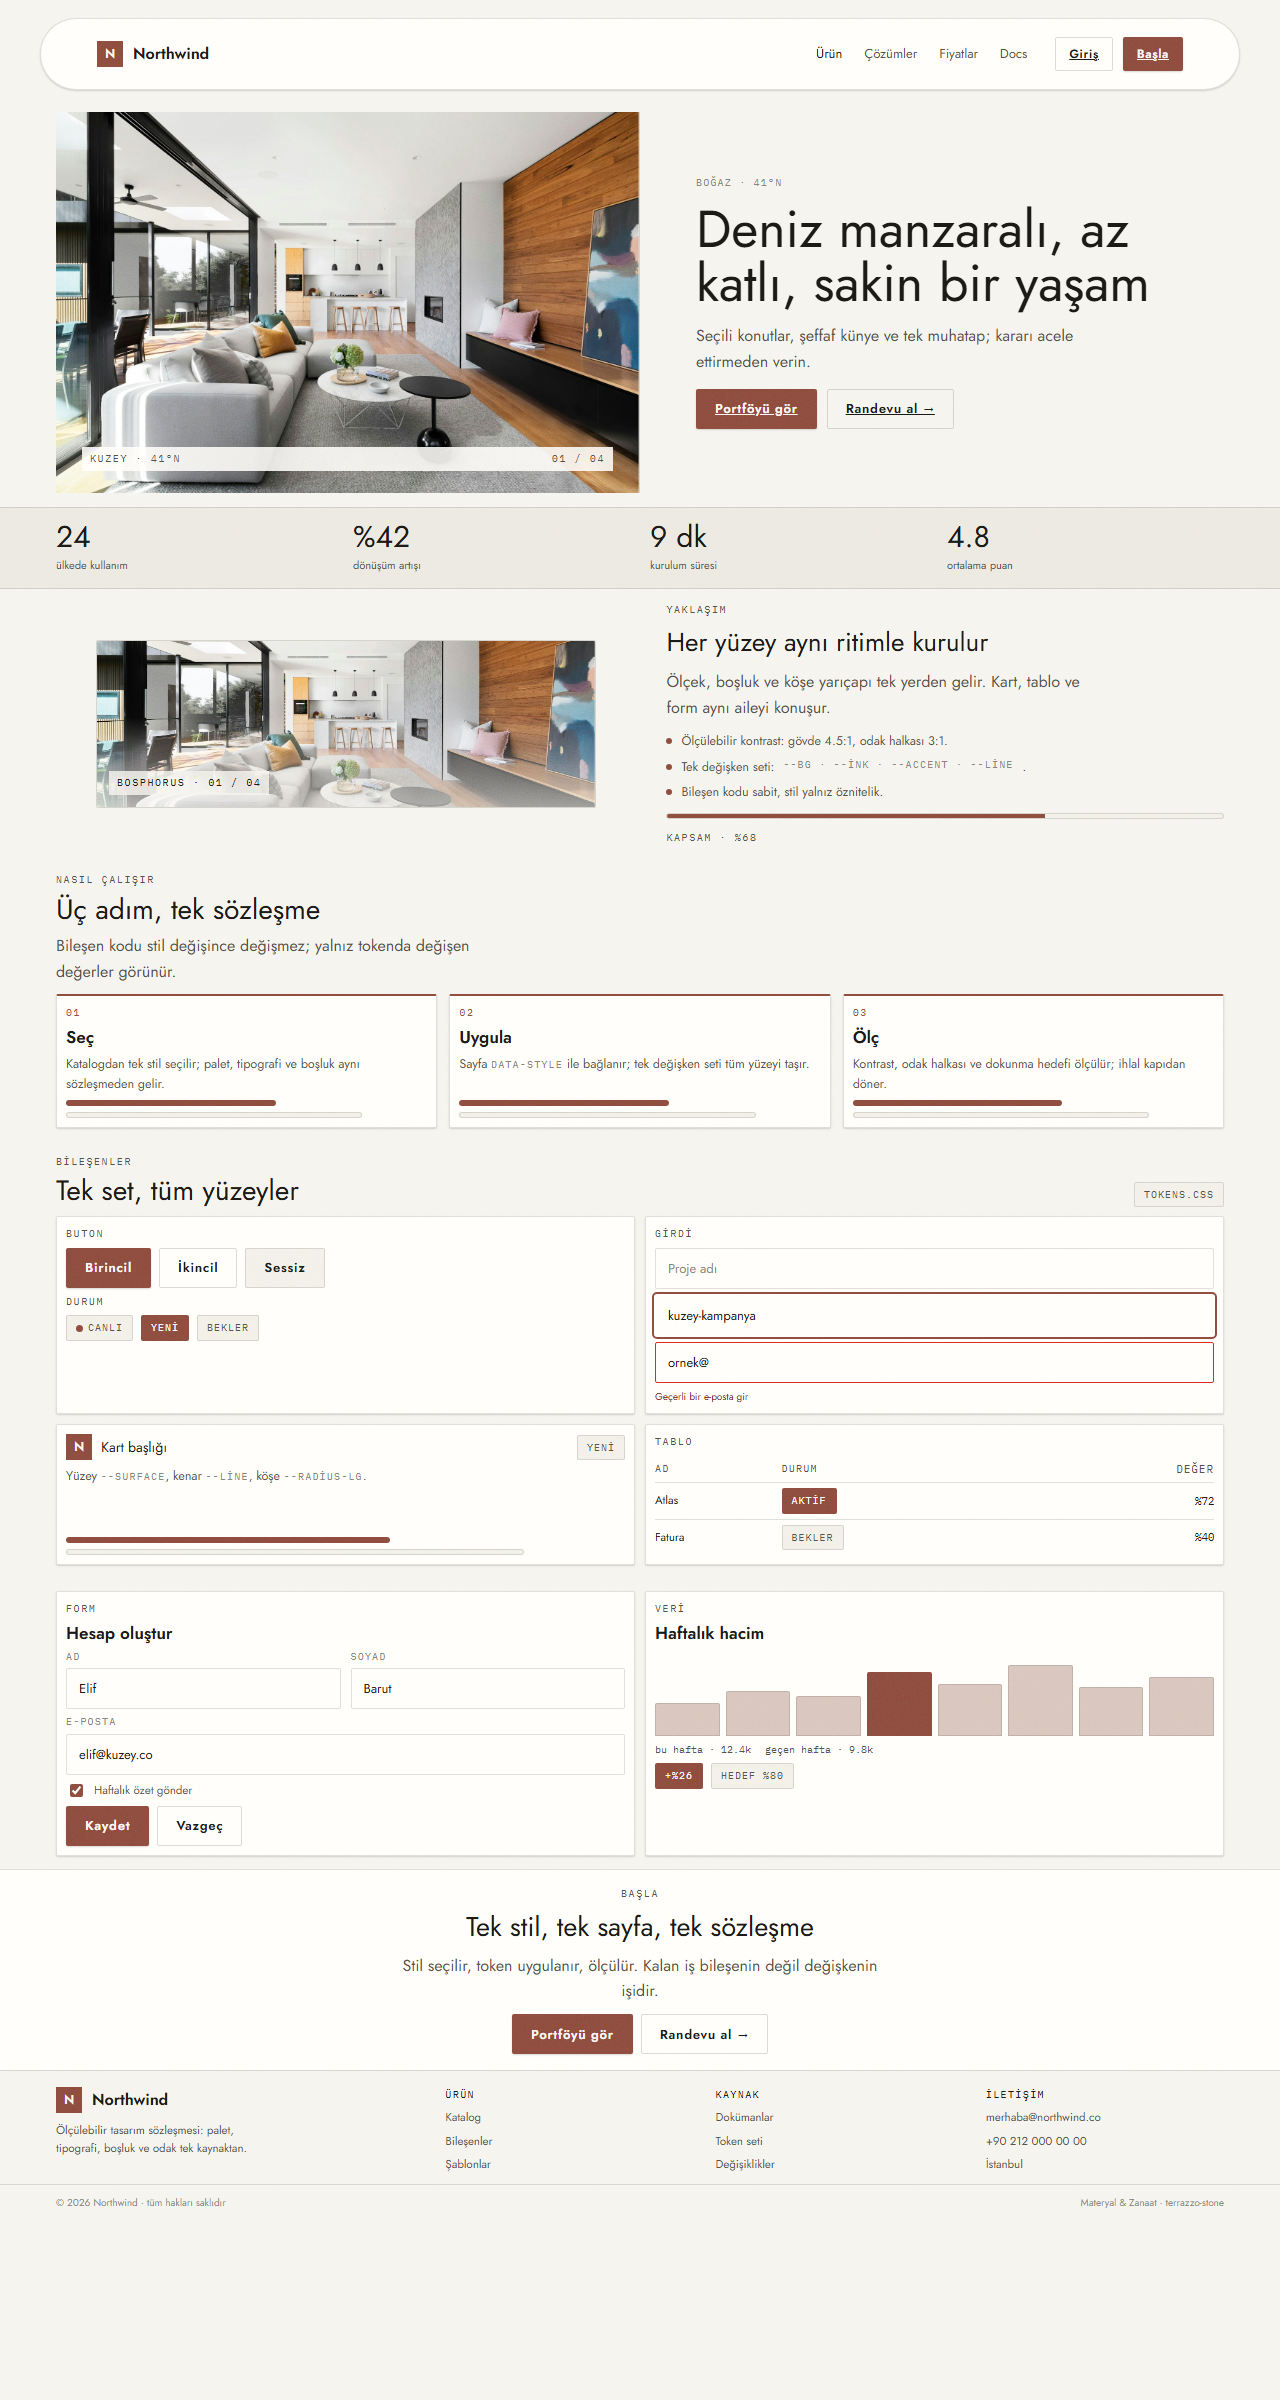 N Northwind
Ürün Çözümler Fiyatlar Docs Giriş Başla
BOĞAZ · 41°N
Deniz manzaralı, az
katlı, sakin bir yaşam
Seçili konutlar, şeffaf künye ve tek muhatap; kararı acele
ettirmeden verin.
Portföyü gör Randevu al →
KUZEY · 41°N 01 / 04
24 %42 9 dk 4.8
ülkede kullanım dönüşüm artışı kurulum süresi ortalama puan
YAKLAŞIM
Her yüzey aynı ritimle kurulur
Ölçek, boşluk ve köşe yarıçapı tek yerden gelir. Kart, tablo ve
form aynı aileyi konuşur.
Ölçülebilir kontrast: gövde 4.5:1, odak halkası 3:1.
Tek değişken seti: --BG · --İNK · --ACCENT · --LİNE .
Bileşen kodu sabit, stil yalnız öznitelik.
KAPSAM · %68
BOSPHORUS · 01 / 04
NASIL ÇALIŞIR
Üç adım, tek sözleşme
Bileşen kodu stil değişince değişmez; yalnız tokenda değişen
değerler görünür.
01
Seç
Katalogdan tek stil seçilir; palet, tipografi ve boşluk aynı
sözleşmeden gelir.
02
Uygula
Sayfa DATA-STYLE ile bağlanır; tek değişken seti tüm yüzeyi taşır.
03
Ölç
Kontrast, odak halkası ve dokunma hedefi ölçülür; ihlal kapıdan
döner.
BİLEŞENLER
Tek set, tüm yüzeyler
TOKENS.CSS
BUTON
Birincil İkincil Sessiz
DURUM
CANLI YENİ BEKLER
GİRDİ
Proje adı
kuzey-kampanya
ornek@
Geçerli bir e-posta gir
N Kart başlığı YENİ
Yüzey --SURFACE, kenar --LİNE, köşe --RADİUS-LG.
TABLO
AD DURUM DEĞER
Atlas AKTİF %72
Fatura BEKLER %40
FORM
Hesap oluştur
AD SOYAD
Elif Barut
E-POSTA
elif@kuzey.co
Haftalık özet gönder
Kaydet Vazgeç
VERİ
Haftalık hacim
bu hafta · 12.4k geçen hafta · 9.8k
+%26 HEDEF %80
BAŞLA
Tek stil, tek sayfa, tek sözleşme
Stil seçilir, token uygulanır, ölçülür. Kalan iş bileşenin değil değişkenin
işidir.
Portföyü gör Randevu al →
N Northwind
Ölçülebilir tasarım sözleşmesi: palet,
tipografi, boşluk ve odak tek kaynaktan.
ÜRÜN
Katalog
Bileşenler
Şablonlar
KAYNAK
Dokümanlar
Token seti
Değişiklikler
İLETİŞİM
merhaba@northwind.co
+90 212 000 00 00
İstanbul
© 2026 Northwind · tüm hakları saklıdır
Materyal & Zanaat · terrazzo-stone